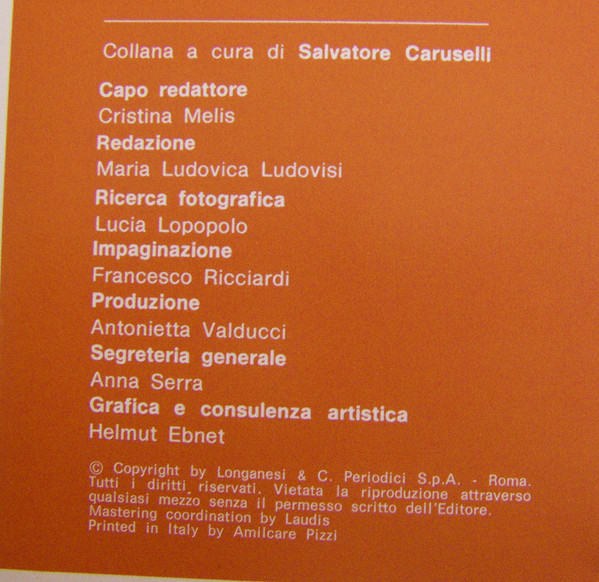 Collana a cura di Salvatore Caruselli
Capo redattore
Cristina Melis
Redazione
Maria Ludovica Ludovisi
Ricerca fotografica
Lucia Lopopolo
Impaginazione
Francesco Ricciardi
Produzione
Antonietta Valducci
Segreteria generale
Anna Serra
Grafica e consulenza artistica
Helmut Ebnet
© Copyright by Longanesi & C. Periodici S.p.A. - Roma.
Tutti i diritti riservati. Vietata la riproduzione attraverso
qualsiasi mezzo senza il permesso scritto dell'Editore.
Mastering coordination by Laudis
Printed in Italy by Amilcare Pizzi